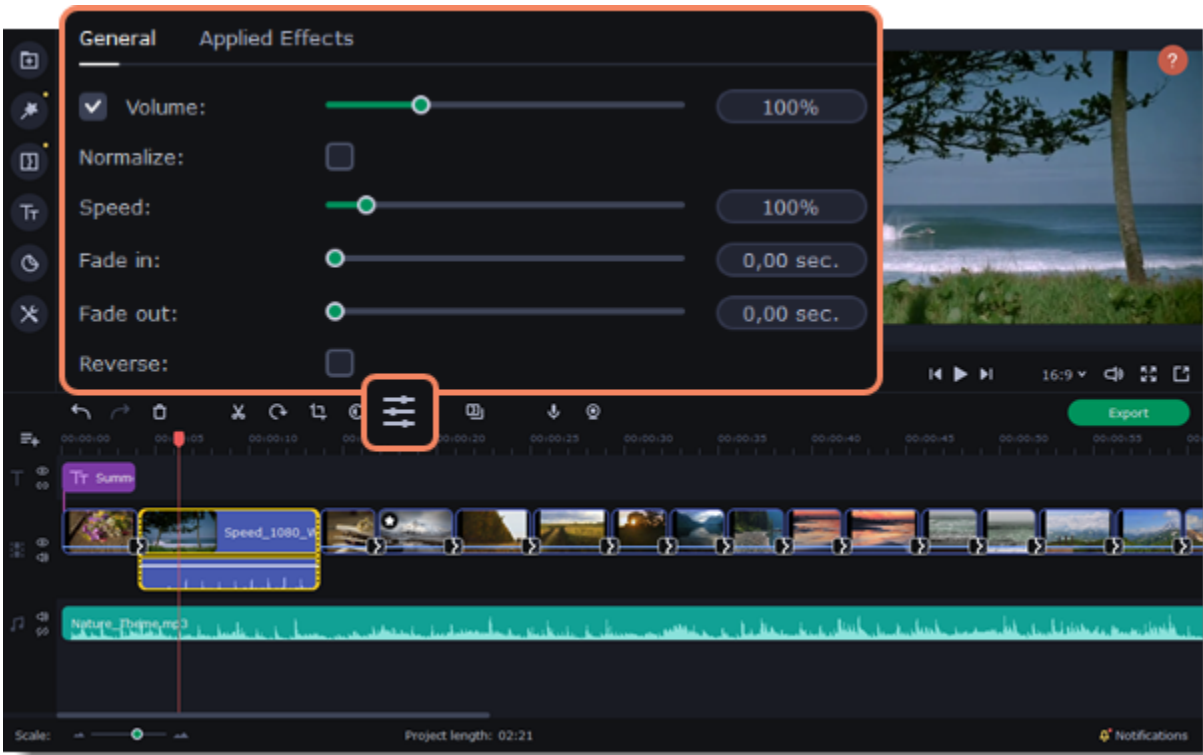 General Applied Effects
?
Volume: 100%
Normalize:
Speed: 100%
Fade in: 0,00 sec.
Fade out: 0,00 sec.
Reverse:
16:9
Export
00:00:00 00:00:10 00:00:25 00:00:30 00:00:35 00:00:40 00:00:45 00:00:50 00:00:55
Tт Summ
Speed_1080_
Nature_Theme.mp3
Scale: Project length: 02:21 Notifications